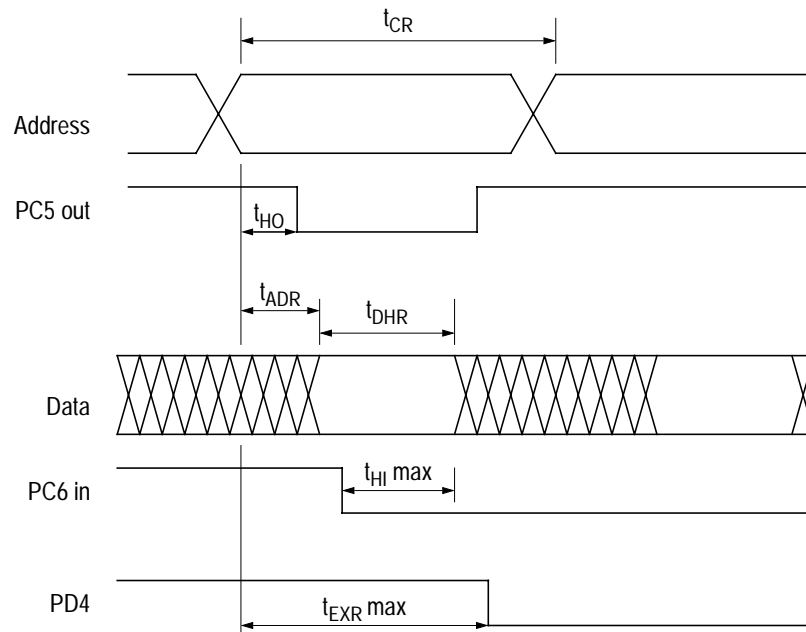 tCR
Address
PC5 out
tHO
tADR
tDHR
Data
PC6 in
tHI max
PD4
tEXR max